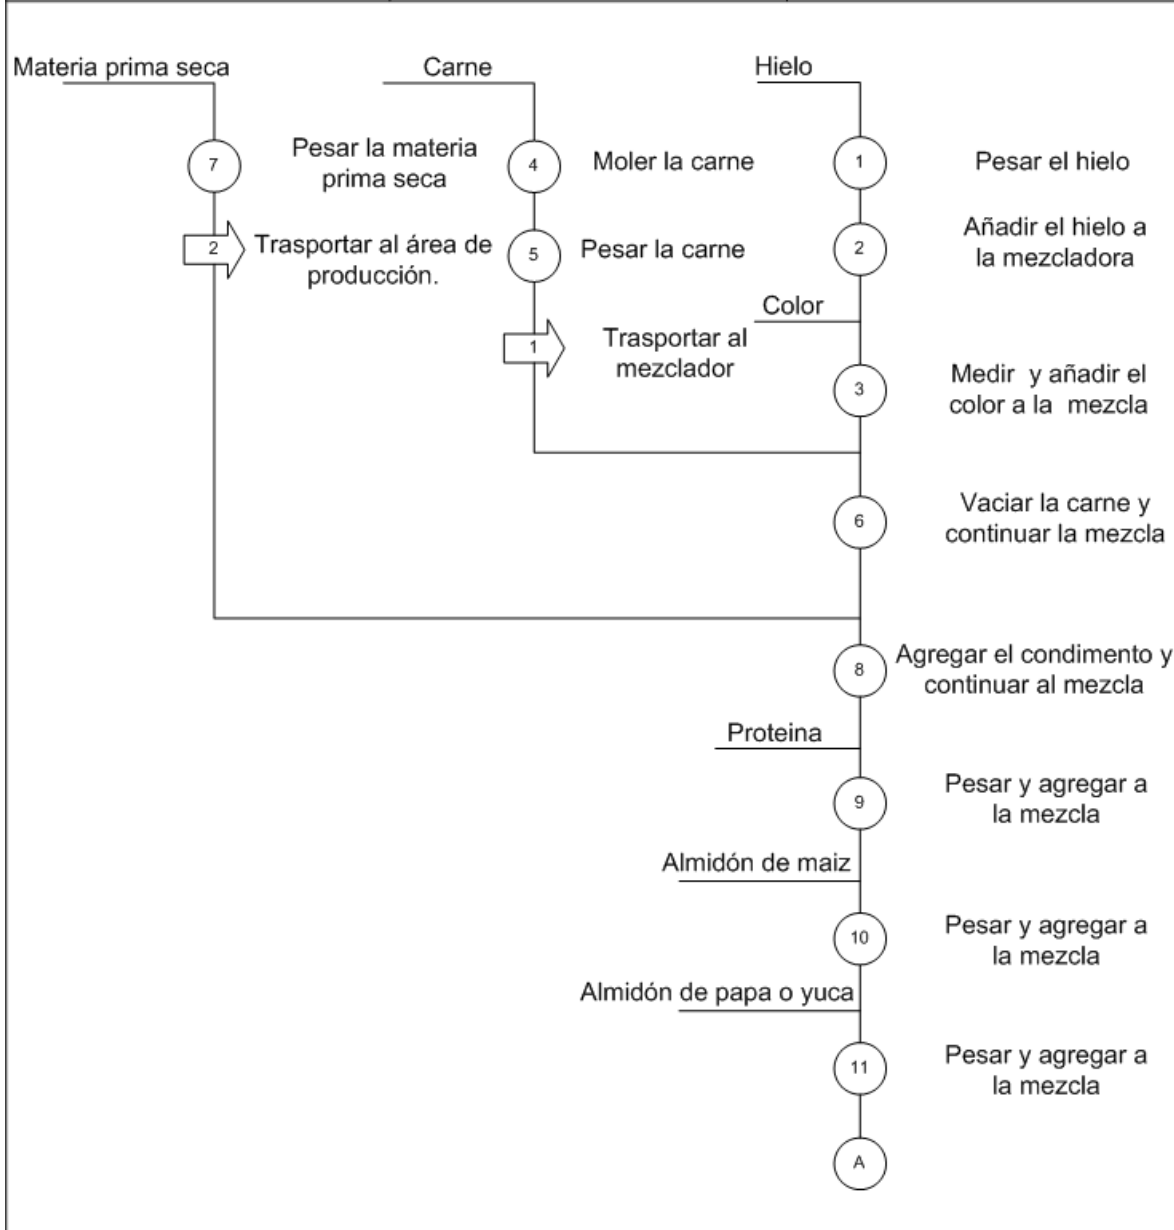 Materia prima seca
Carne
Hielo
7
Pesar la materia
prima seca
4
Moler la carne
1
Pesar el hielo
2
Trasportar al área de
producción.
5
Pesar la carne
2
Añadir el hielo a
la mezcladora
Color
1
Trasportar al
mezclador
3
Medir y añadir el
color a la mezcla
6
Vaciar la carne y
continuar la mezcla
8
Agregar el condimento y
continuar al mezcla
Proteina
9
Pesar y agregar a
la mezcla
Almidón de maiz
10
Pesar y agregar a
la mezcla
Almidón de papa o yuca
11
Pesar y agregar a
la mezcla
A